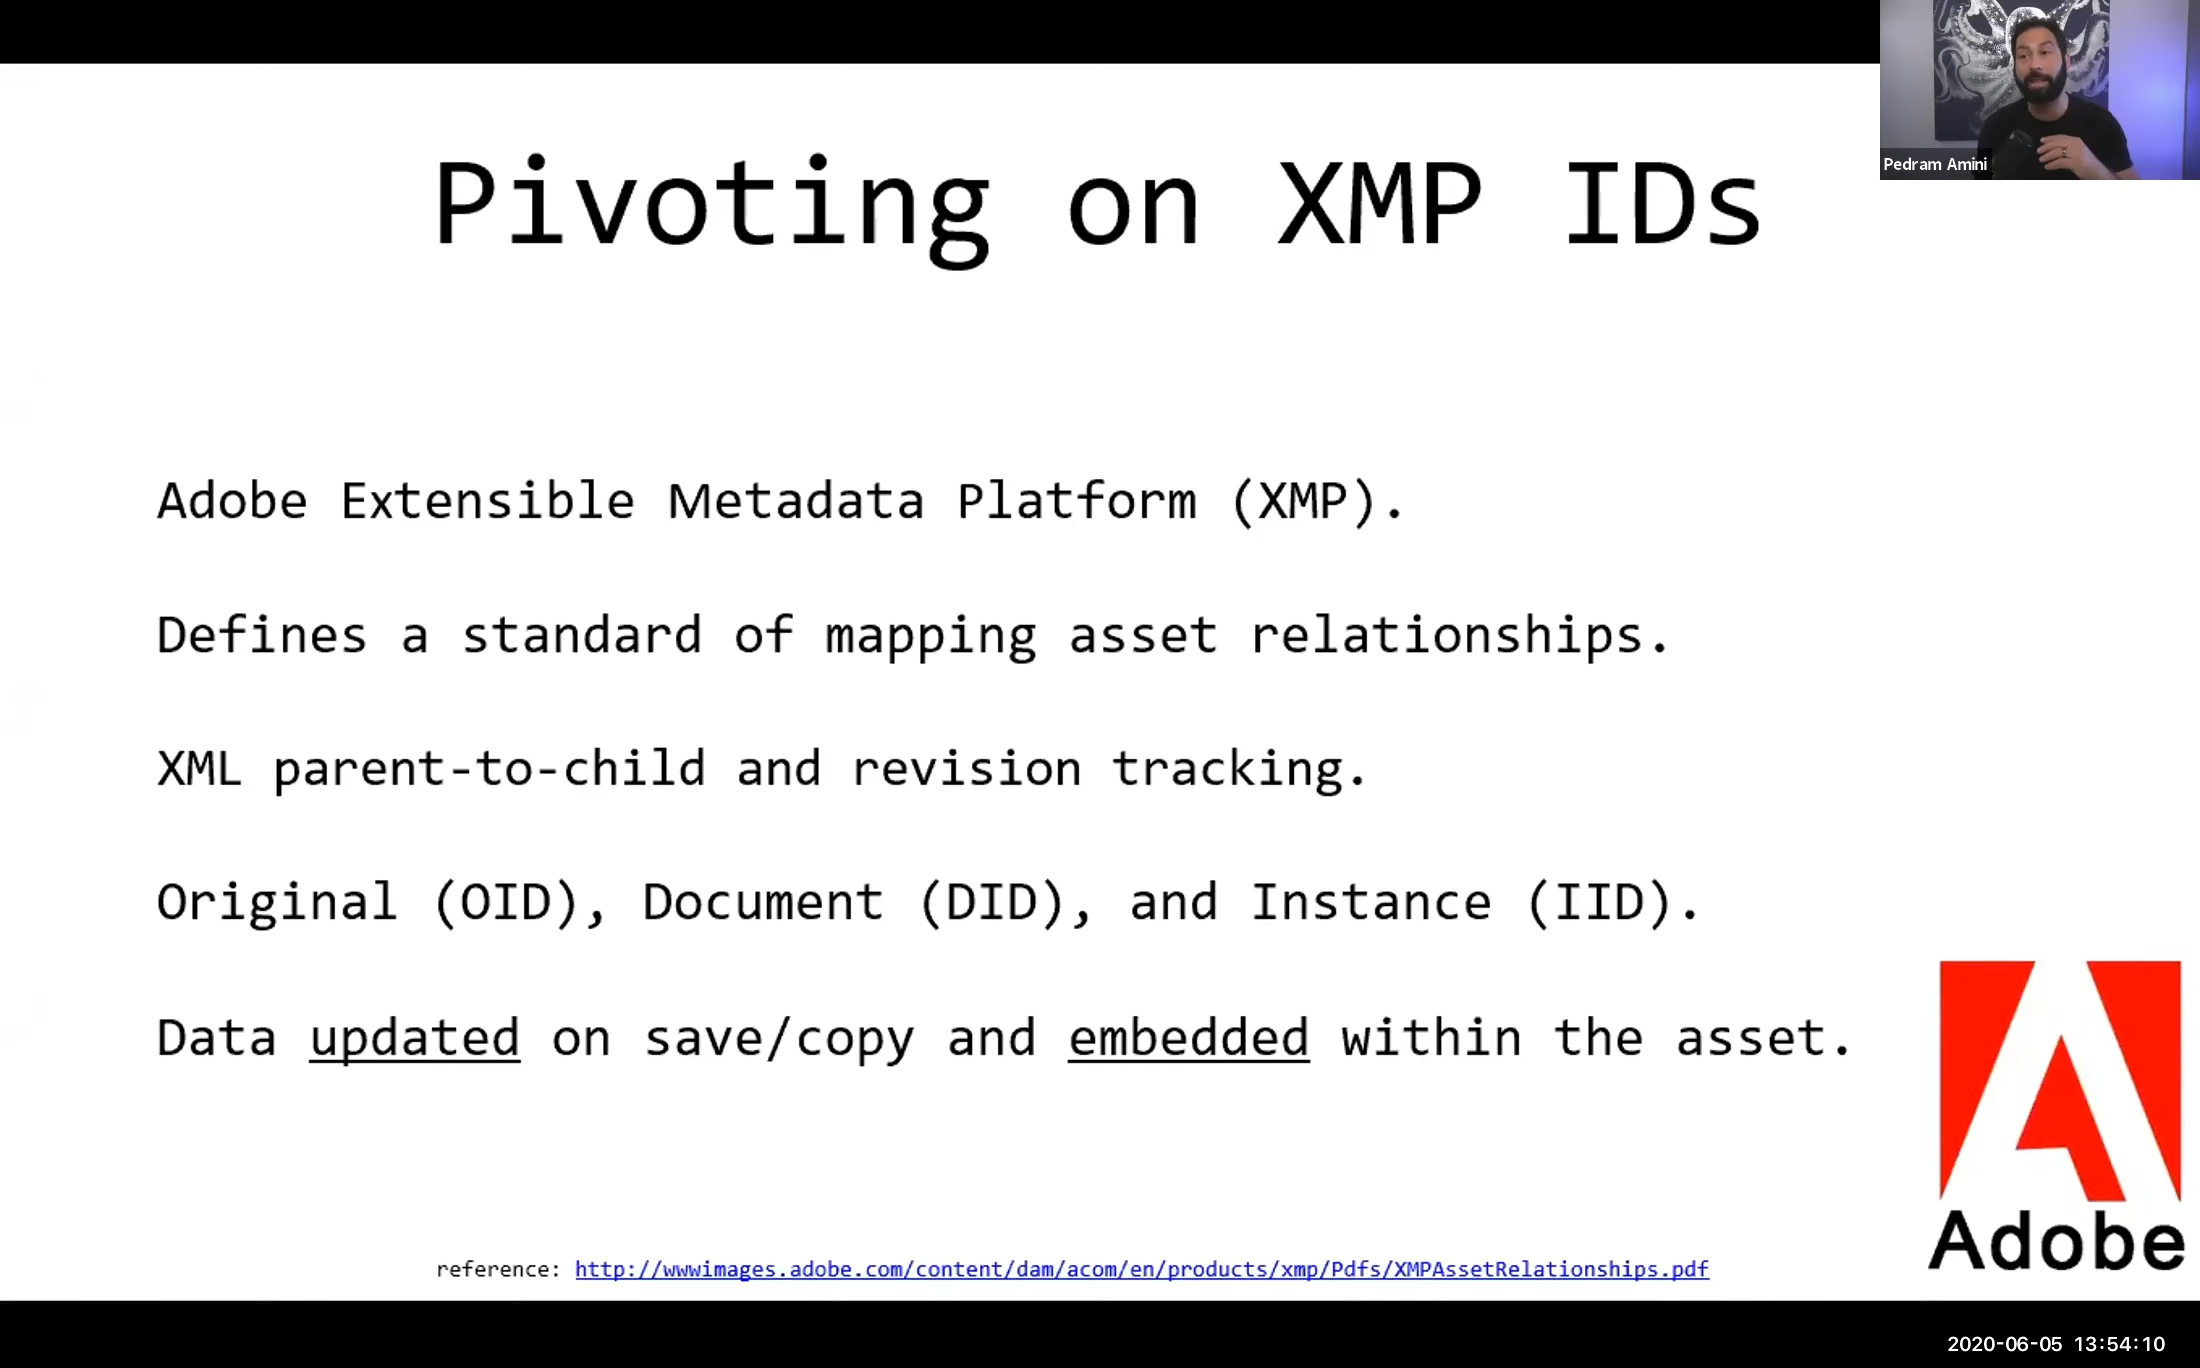 Pedram Amini
Pivoting on XMP IDs
Adobe Extensible Metadata Platform (XMP).
Defines a standard of mapping asset relationships.
XML parent-to-child and revision tracking.
Original (OID), Document (DID), and Instance (IID).
Data updated on save/copy and embedded within the asset.
Adobe
reference: http://wwwimages.adobe.com/content/dam/acom/en/products/xmp/Pdfs/XMPAssetRelationships.pdf
2020-06-05 13:54:10